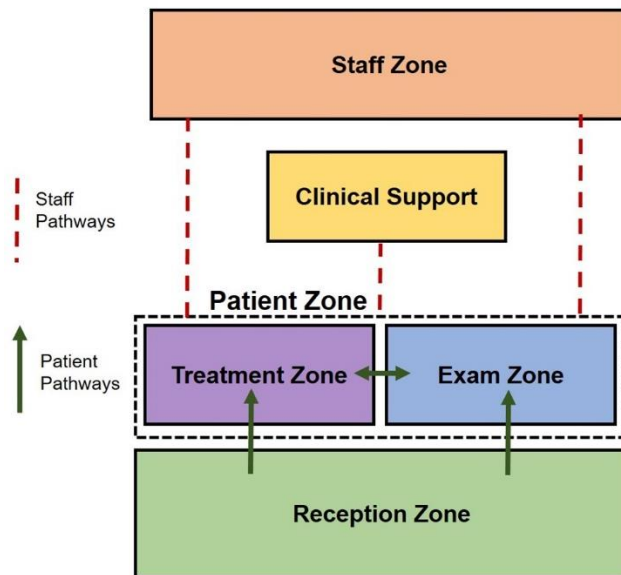 Staff Zone
Clinical Support
Staff
Pathways
Patient Zone
Patient
Pathways
Treatment Zone
Exam Zone
Reception Zone